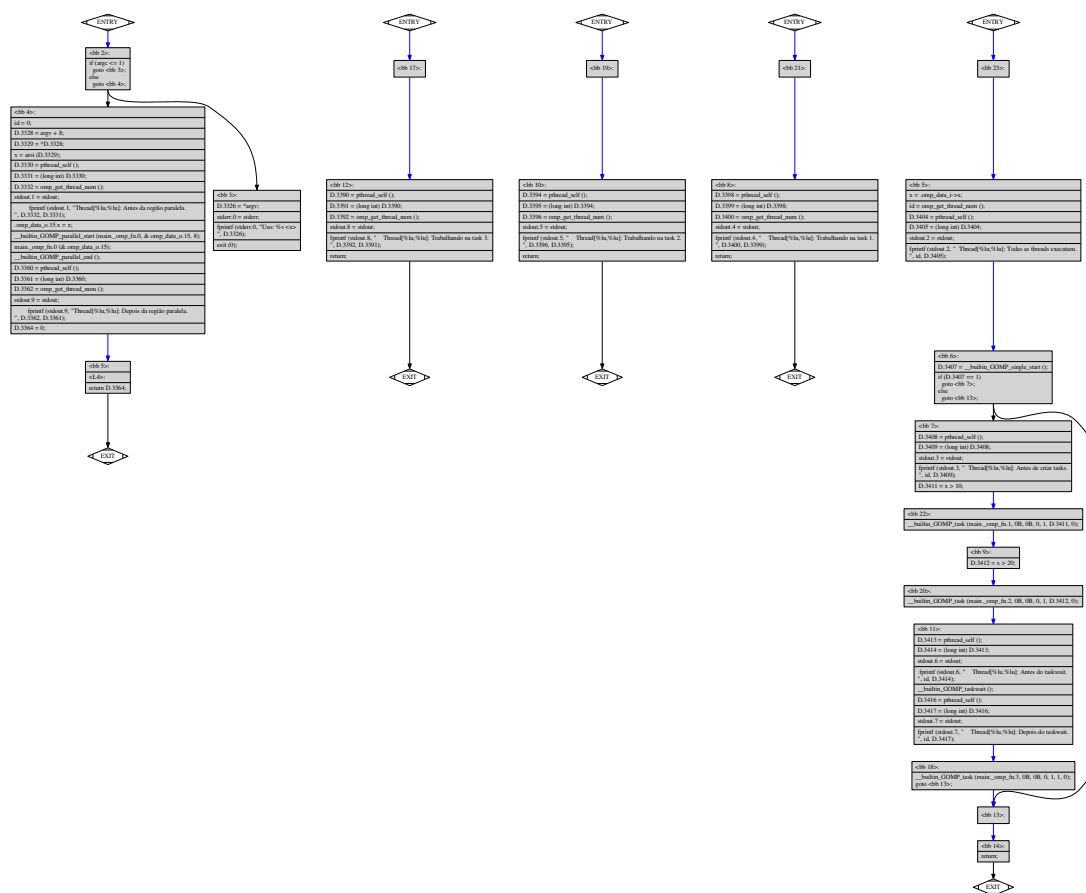 ENTRY
<bb 2>:
if (argc <= 1)
goto <bb 3>;
else
goto <bb 4>;
<bb 4>:
id = 0;
D.3328 = argv + 8;
D.3329 = *D.3328;
x = atoi (D.3329);
D.3330 = pthread_self ();
D.3331 = (long int) D.3330;
D.3332 = omp_get_thread_num ();
stdout.1 = stdout;
fprintf (stdout.1, "Thread[%lu,%lu]: Antes da região paralela.
", D.3332, D.3331);
.omp_data_o.15.x = x;
__builtin_GOMP_parallel_start (main._omp_fn.0, &.omp_data_o.15, 0);
main._omp_fn.0 (&.omp_data_o.15);
__builtin_GOMP_parallel_end ();
D.3360 = pthread_self ();
D.3361 = (long int) D.3360;
D.3362 = omp_get_thread_num ();
stdout.9 = stdout;
fprintf (stdout.9, "Thread[%lu,%lu]: Depois da região paralela.
", D.3362, D.3361);
D.3364 = 0;
<bb 3>:
D.3326 = *argv;
stderr.0 = stderr;
fprintf (stderr.0, "Uso: %s <x>
", D.3326);
exit (0);
<bb 5>:
<L4>:
return D.3364;
EXIT
ENTRY
<bb 17>:
<bb 12>:
D.3390 = pthread_self ();
D.3391 = (long int) D.3390;
D.3392 = omp_get_thread_num ();
stdout.8 = stdout;
fprintf (stdout.8, " Thread[%lu,%lu]: Trabalhando na task 3.
", D.3392, D.3391);
return;
EXIT
ENTRY
<bb 19>:
<bb 10>:
D.3394 = pthread_self ();
D.3395 = (long int) D.3394;
D.3396 = omp_get_thread_num ();
stdout.5 = stdout;
fprintf (stdout.5, " Thread[%lu,%lu]: Trabalhando na task 2.
", D.3396, D.3395);
return;
EXIT
ENTRY
<bb 21>:
<bb 8>:
D.3398 = pthread_self ();
D.3399 = (long int) D.3398;
D.3400 = omp_get_thread_num ();
stdout.4 = stdout;
fprintf (stdout.4, " Thread[%lu,%lu]: Trabalhando na task 1.
", D.3400, D.3399);
return;
EXIT
ENTRY
<bb 23>:
<bb 5>:
x = .omp_data_i->x;
id = omp_get_thread_num ();
D.3404 = pthread_self ();
D.3405 = (long int) D.3404;
stdout.2 = stdout;
fprintf (stdout.2, " Thread[%lu,%lu]: Todas as threads executam.
", id, D.3405);
<bb 6>:
D.3407 = __builtin_GOMP_single_start ();
if (D.3407 == 1)
goto <bb 7>;
else
goto <bb 13>;
<bb 7>:
D.3408 = pthread_self ();
D.3409 = (long int) D.3408;
stdout.3 = stdout;
fprintf (stdout.3, " Thread[%lu,%lu]: Antes de criar tasks.
", id, D.3409);
D.3411 = x > 10;
<bb 22>:
__builtin_GOMP_task (main._omp_fn.1, 0B, 0B, 0, 1, D.3411, 0);
<bb 9>:
D.3412 = x > 20;
<bb 20>:
__builtin_GOMP_task (main._omp_fn.2, 0B, 0B, 0, 1, D.3412, 0);
<bb 11>:
D.3413 = pthread_self ();
D.3414 = (long int) D.3413;
stdout.6 = stdout;
fprintf (stdout.6, " Thread[%lu,%lu]: Antes do taskwait.
", id, D.3414);
__builtin_GOMP_taskwait ();
D.3416 = pthread_self ();
D.3417 = (long int) D.3416;
stdout.7 = stdout;
fprintf (stdout.7, " Thread[%lu,%lu]: Depois do taskwait.
", id, D.3417);
<bb 18>:
__builtin_GOMP_task (main._omp_fn.3, 0B, 0B, 0, 1, 1, 0);
goto <bb 13>;
<bb 13>:
<bb 14>:
return;
EXIT